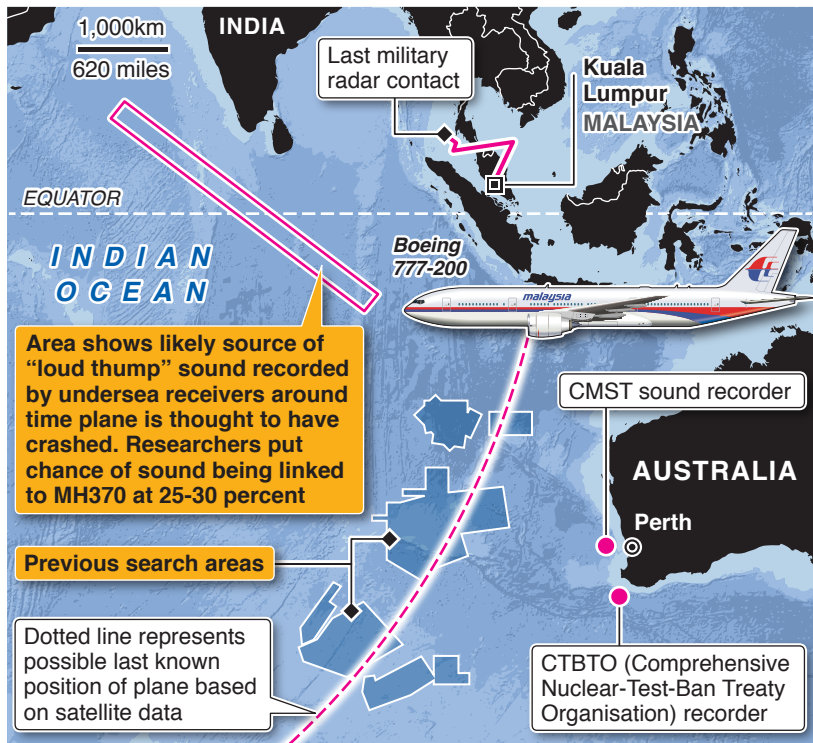 1,000km
620 miles
INDIA
Last military
radar contact
Kuala
Lumpur
MALAYSIA
EQUATOR
INDIAN
OCEAN
Boeing
777-200
malaysia
Area shows likely source of
“loud thump” sound recorded
by undersea receivers around
time plane is thought to have
crashed. Researchers put
chance of sound being linked
to MH370 at 25-30 percent
CMST sound recorder
AUSTRALIA
Perth
Previous search areas
Dotted line represents
possible last known
position of plane based
on satellite data
CTBTO (Comprehensive
Nuclear-Test-Ban Treaty
Organisation) recorder